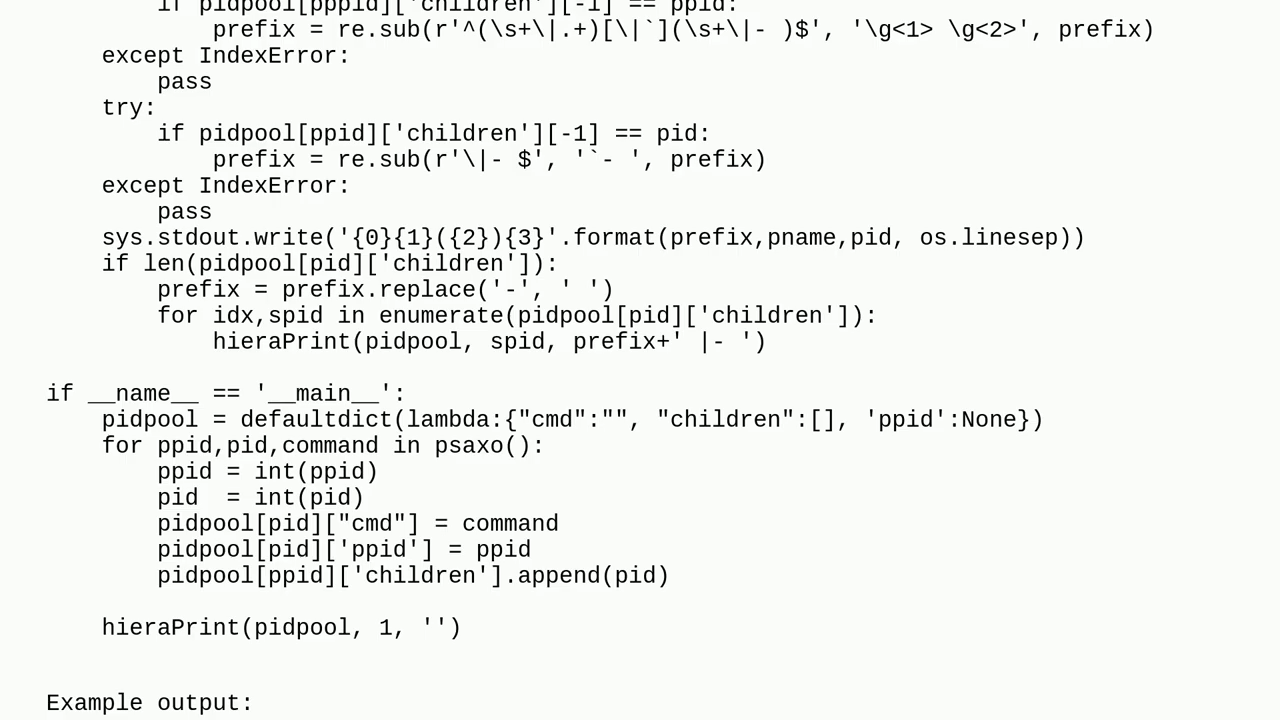 if pidpool[pppid]['children'][-1] == ppid:
            prefix = re.sub(r'^(\s+\|.+)[\|`](\s+\|- )$', '\g<1> \g<2>', prefix)
    except IndexError:
        pass
    try:
        if pidpool[ppid]['children'][-1] == pid:
            prefix = re.sub(r'\|- $', '`- ', prefix)
    except IndexError:
        pass
    sys.stdout.write('{0}{1}({2}){3}'.format(prefix,pname,pid, os.linesep))
    if len(pidpool[pid]['children']):
        prefix = prefix.replace('-', ' ')
        for idx,spid in enumerate(pidpool[pid]['children']):
            hieraPrint(pidpool, spid, prefix+' |- ')

if __name__ == '__main__':
    pidpool = defaultdict(lambda:{"cmd":"", "children":[], 'ppid':None})
    for ppid,pid,command in psaxo():
        ppid = int(ppid)
        pid  = int(pid)
        pidpool[pid]["cmd"] = command
        pidpool[pid]['ppid'] = ppid
        pidpool[ppid]['children'].append(pid)

    hieraPrint(pidpool, 1, '')


Example output: